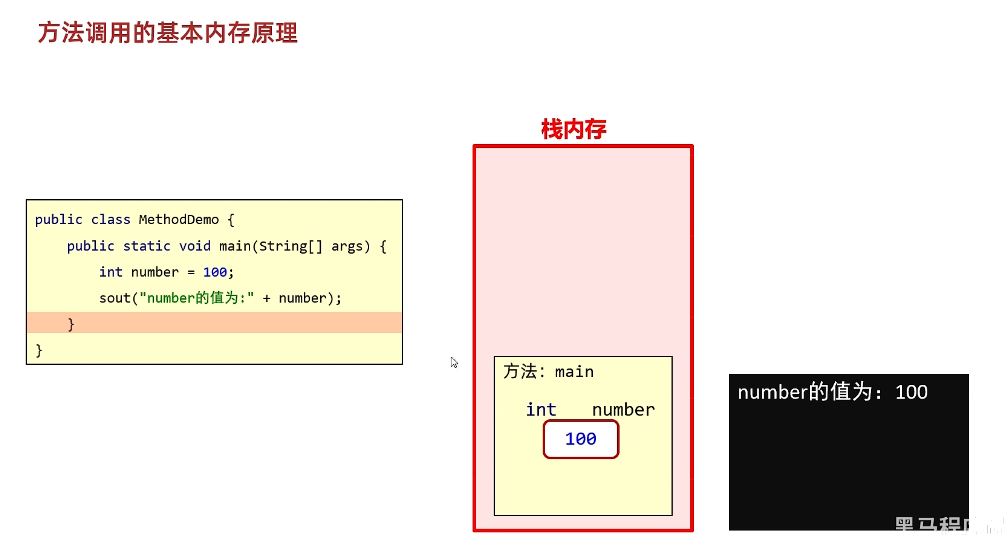 方法调用的基本内存原理
栈内存
public class MethodDemo {
public static void main(String[] args) {
int number = 100;
sout("number的值为:" + number);
}
}
方法：main
int number
100
number的值为：100
黑马程序